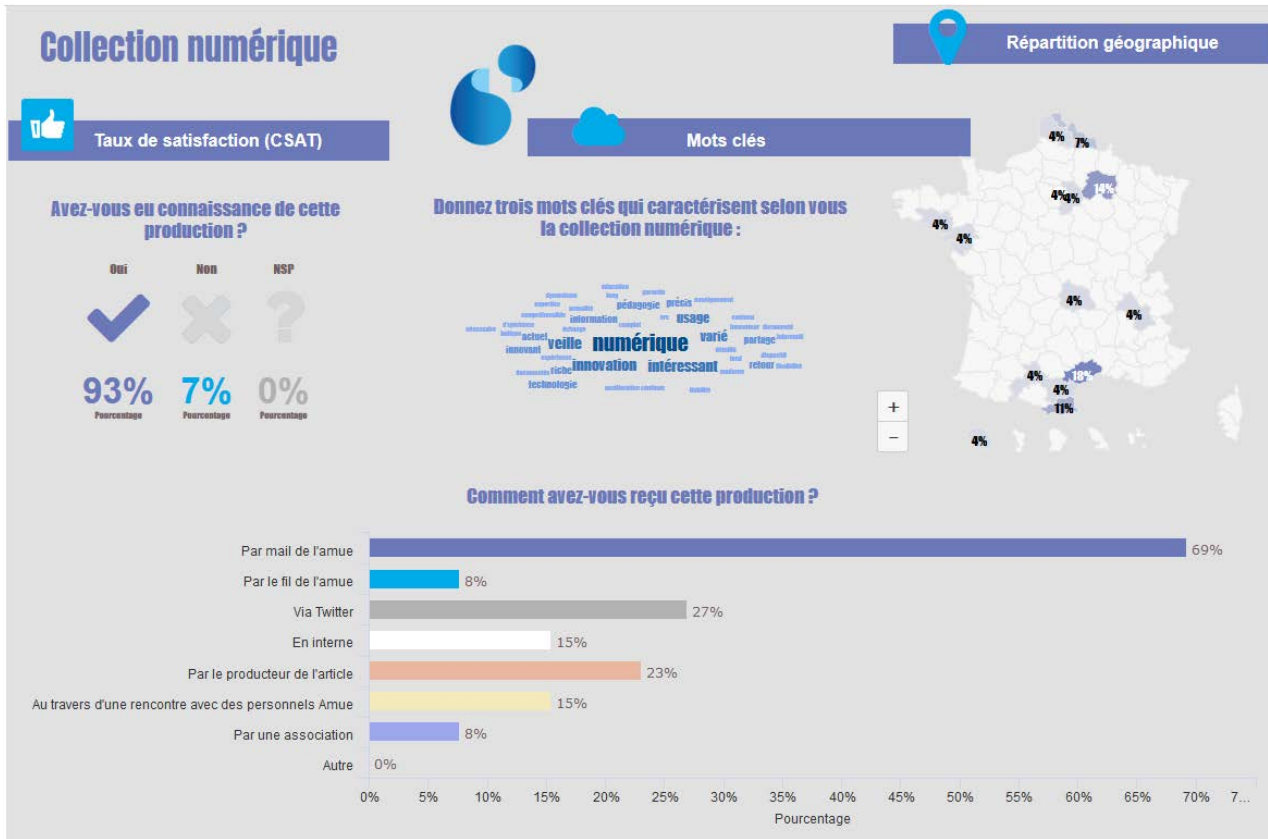 Collection numérique
Répartition géographique
Taux de satisfaction (CSAT)
Mots clés
Avez-vous eu connaissance de cette
production ?
Oui Non NSP
93% 7% 0%
Pourcentage Pourcentage Pourcentage
Donnez trois mots clés qui caractérisent selon vous
la collection numérique :
pédagogie précis
information usage
actuel veille numérique varié partage
innovant
riche innovation intéressant retour
technologie
4% 7%
14%
4% 4%
4%
4%
4% 4%
4% 18%
4%
11%
4%
+
−
Comment avez-vous reçu cette production ?
Par mail de l'amue 69%
Par le fil de l'amue 8%
Via Twitter 27%
En interne 15%
Par le producteur de l'article 23%
Au travers d'une rencontre avec des personnels Amue 15%
Par une association 8%
Autre 0%
0% 5% 10% 15% 20% 25% 30% 35% 40% 45% 50% 55% 60% 65% 70% 7...
Pourcentage